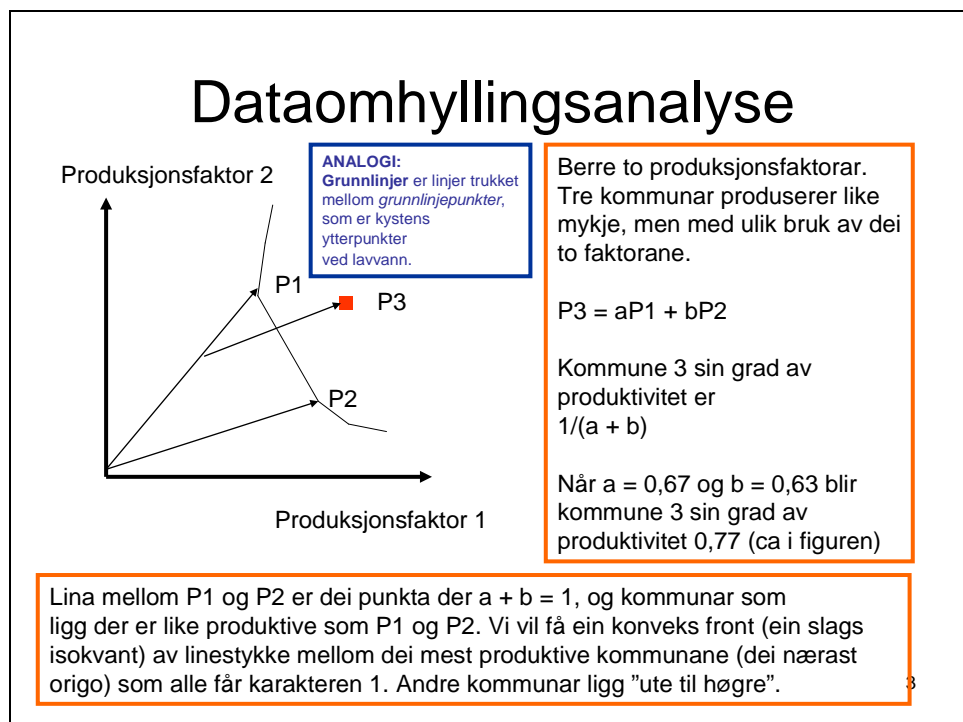 Dataomhyllingsanalyse
Produksjonsfaktor 2
ANALOGI:
Grunnlinjer er linjer trukket
mellom grunnlinjepunkter,
som er kystens
ytterpunkter
ved lavvann.
P1
P3
P2
Produksjonsfaktor 1
Berre to produksjonsfaktorar.
Tre kommunar produserer like
mykje, men med ulik bruk av dei
to faktorane.
P3 = aP1 + bP2
Kommune 3 sin grad av
produktivitet er
1/(a + b)
Når a = 0,67 og b = 0,63 blir
kommune 3 sin grad av
produktivitet 0,77 (ca i figuren)
Lina mellom P1 og P2 er dei punkta der a + b = 1, og kommunar som
ligg der er like produktive som P1 og P2. Vi vil få ein konveks front (ein slags
isokvant) av linestykke mellom dei mest produktive kommunane (dei nærast
origo) som alle får karakteren 1. Andre kommunar ligg ”ute til høgre”.
3